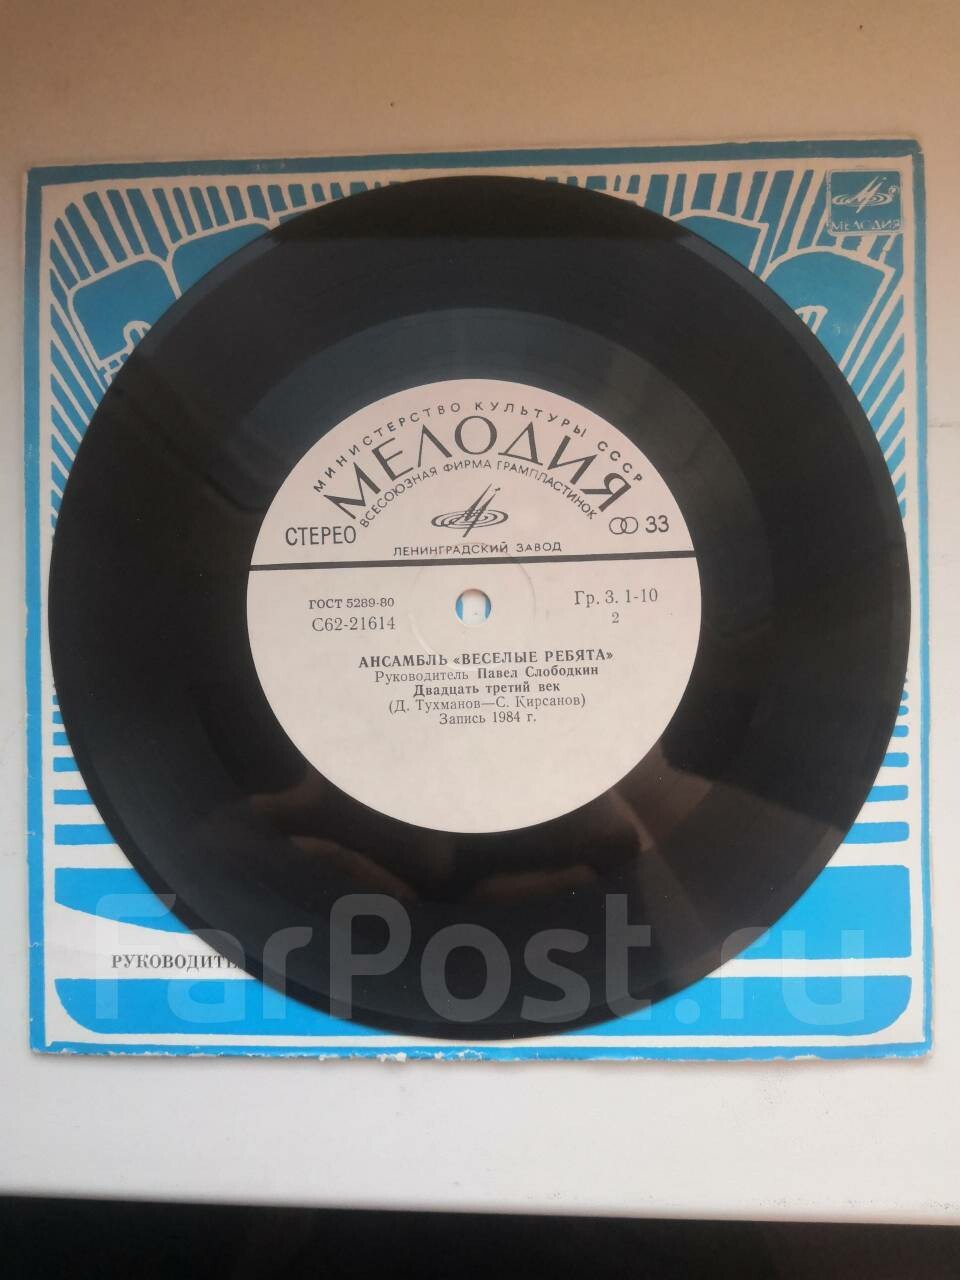 МЕЛОДИЯ
МИНИСТЕРСТВО КУЛЬТУРЫ СССР
МЕЛОДИЯ
ВСЕСОЮЗНАЯ ФИРМА ГРАМПЛАСТИНОК
СТЕРЕО
33
ЛЕНИНГРАДСКИЙ ЗАВОД
ГОСТ 5289-80
Гр. 3. 1-10
С62-21614
2
АНСАМБЛЬ «ВЕСЕЛЫЕ РЕБЯТА»
Руководитель Павел Слободкин
Двадцать третий век
(Д. Тухманов—С. Кирсанов)
Запись 1984 г.
РУКОВОДИТЕ
FarPost.ru